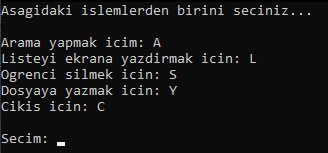 Asagidaki islemlerden birini seciniz...
Arama yapmak icim: A
Listeyi ekrana yazdirmak icin: L
Ogrenci silmek icin: S
Dosyaya yazmak icin: Y
Cikis icin: C
Secim: